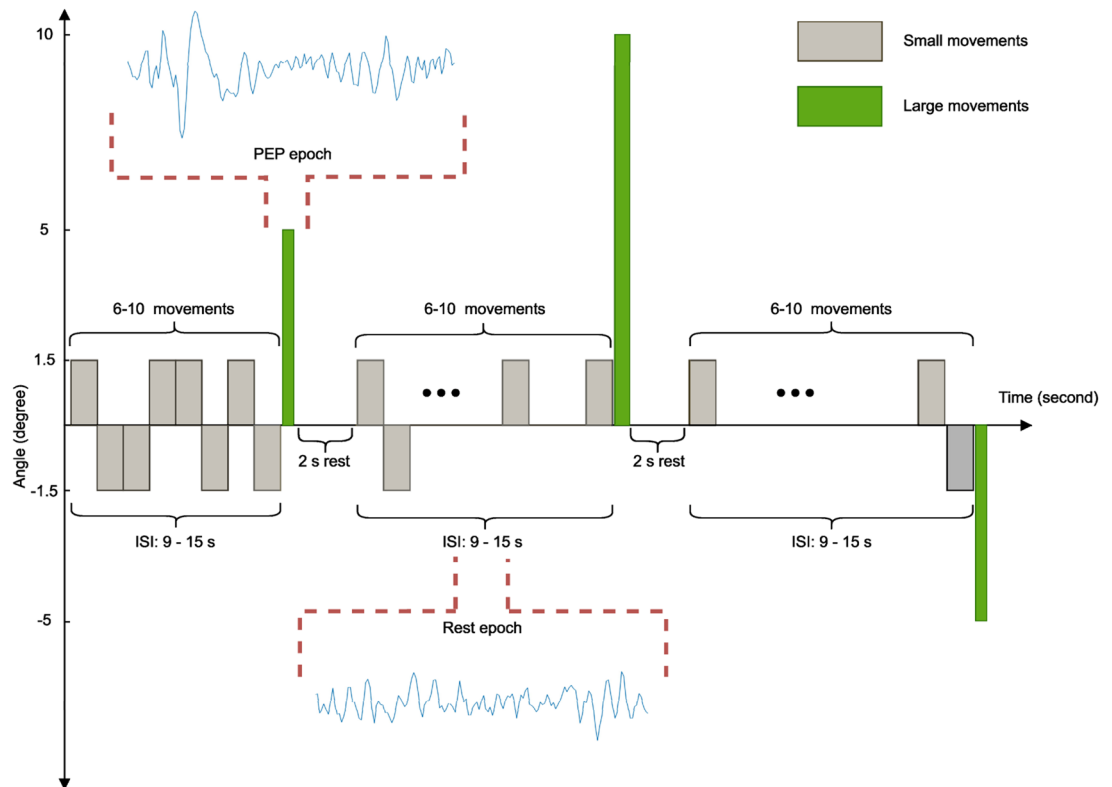 10
Small movements
Large movements
PEP epoch
5
6-10 movements
6-10 movements
6-10 movements
1.5
Time (second)
Angle (degree)
2 s rest
2 s rest
-1.5
ISI: 9 - 15 s
ISI: 9 - 15 s
ISI: 9 - 15 s
-5
Rest epoch